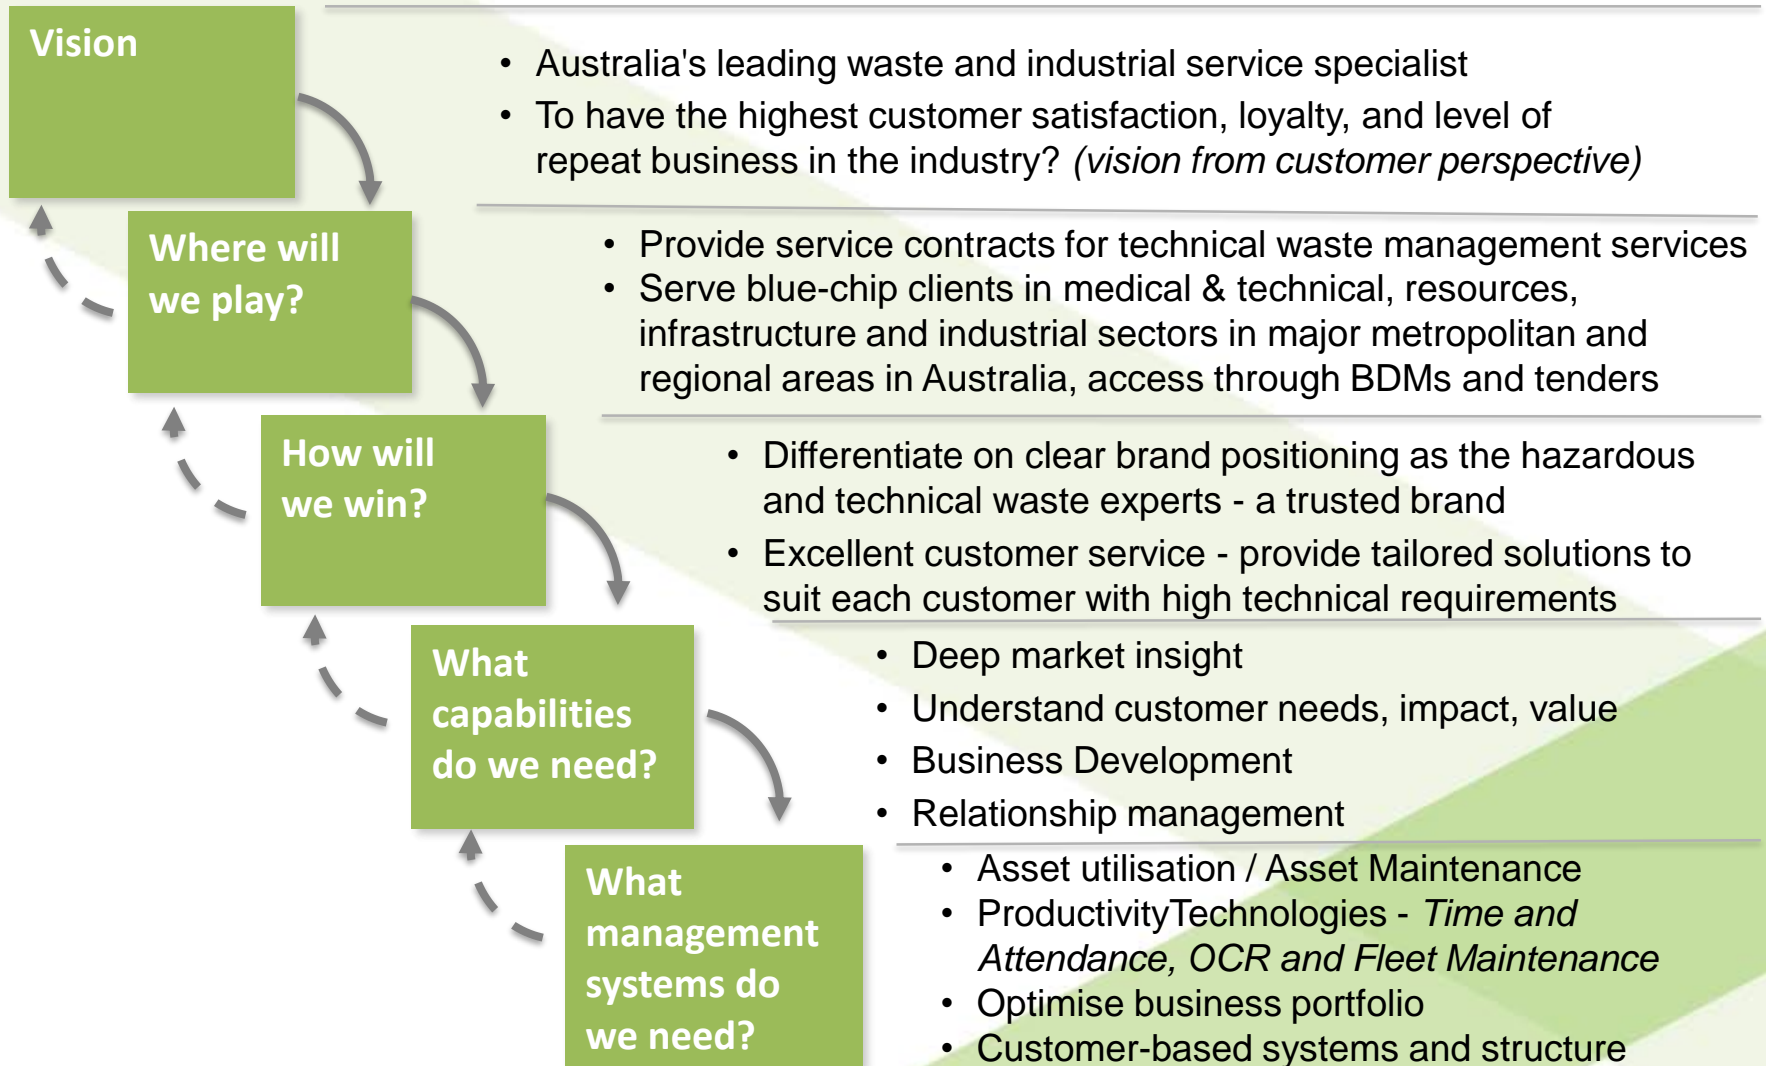 Vision
• Australia's leading waste and industrial service specialist
• To have the highest customer satisfaction, loyalty, and level of
repeat business in the industry? (vision from customer perspective)
Where will
we play?
• Provide service contracts for technical waste management services
• Serve blue-chip clients in medical & technical, resources,
infrastructure and industrial sectors in major metropolitan and
regional areas in Australia, access through BDMs and tenders
How will
we win?
• Differentiate on clear brand positioning as the hazardous
and technical waste experts - a trusted brand
• Excellent customer service - provide tailored solutions to
suit each customer with high technical requirements
What
capabilities
do we need?
• Deep market insight
• Understand customer needs, impact, value
• Business Development
• Relationship management
What
management
systems do
we need?
• Asset utilisation / Asset Maintenance
• ProductivityTechnologies - Time and
Attendance, OCR and Fleet Maintenance
• Optimise business portfolio
• Customer-based systems and structure